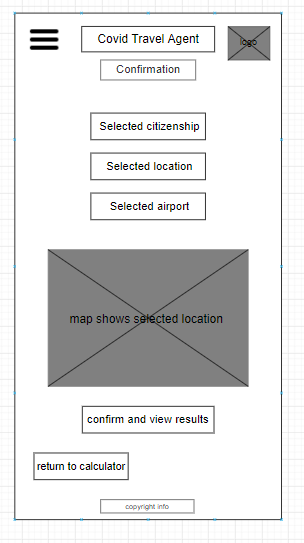 Covid Travel Agent
logo
Confirmation
Selected citizenship
Selected location
Selected airport
map shows selected location
confirm and view results
return to calculator
copyright info